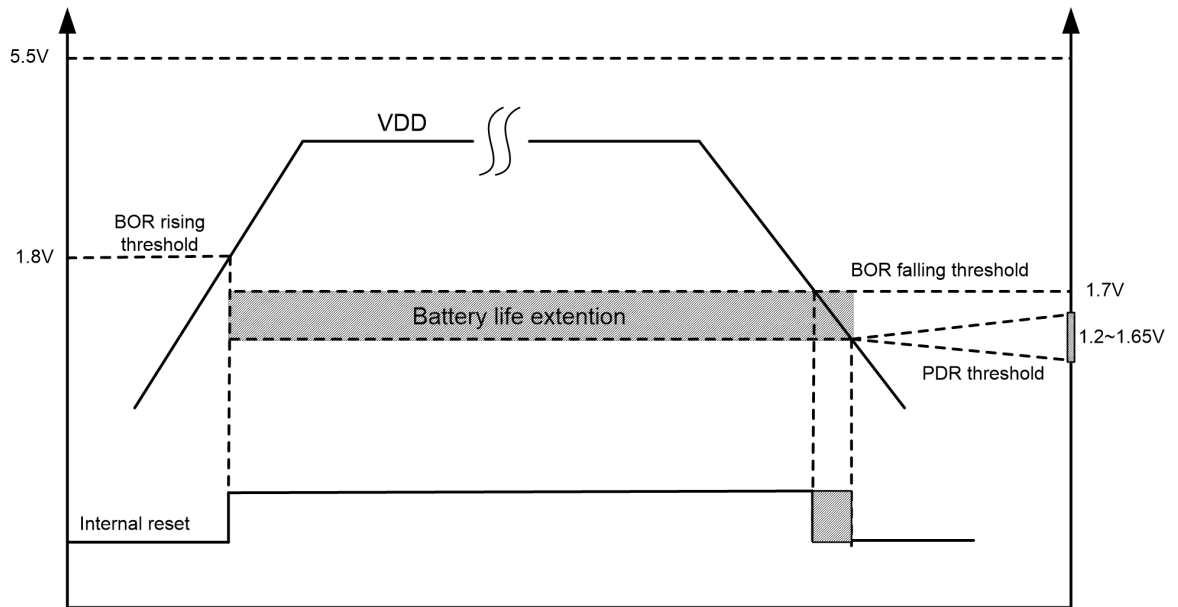 5.5V
VDD
BOR rising
threshold
1.8V
BOR falling threshold
1.7V
Battery life extention
1.2~1.65V
PDR threshold
Internal reset